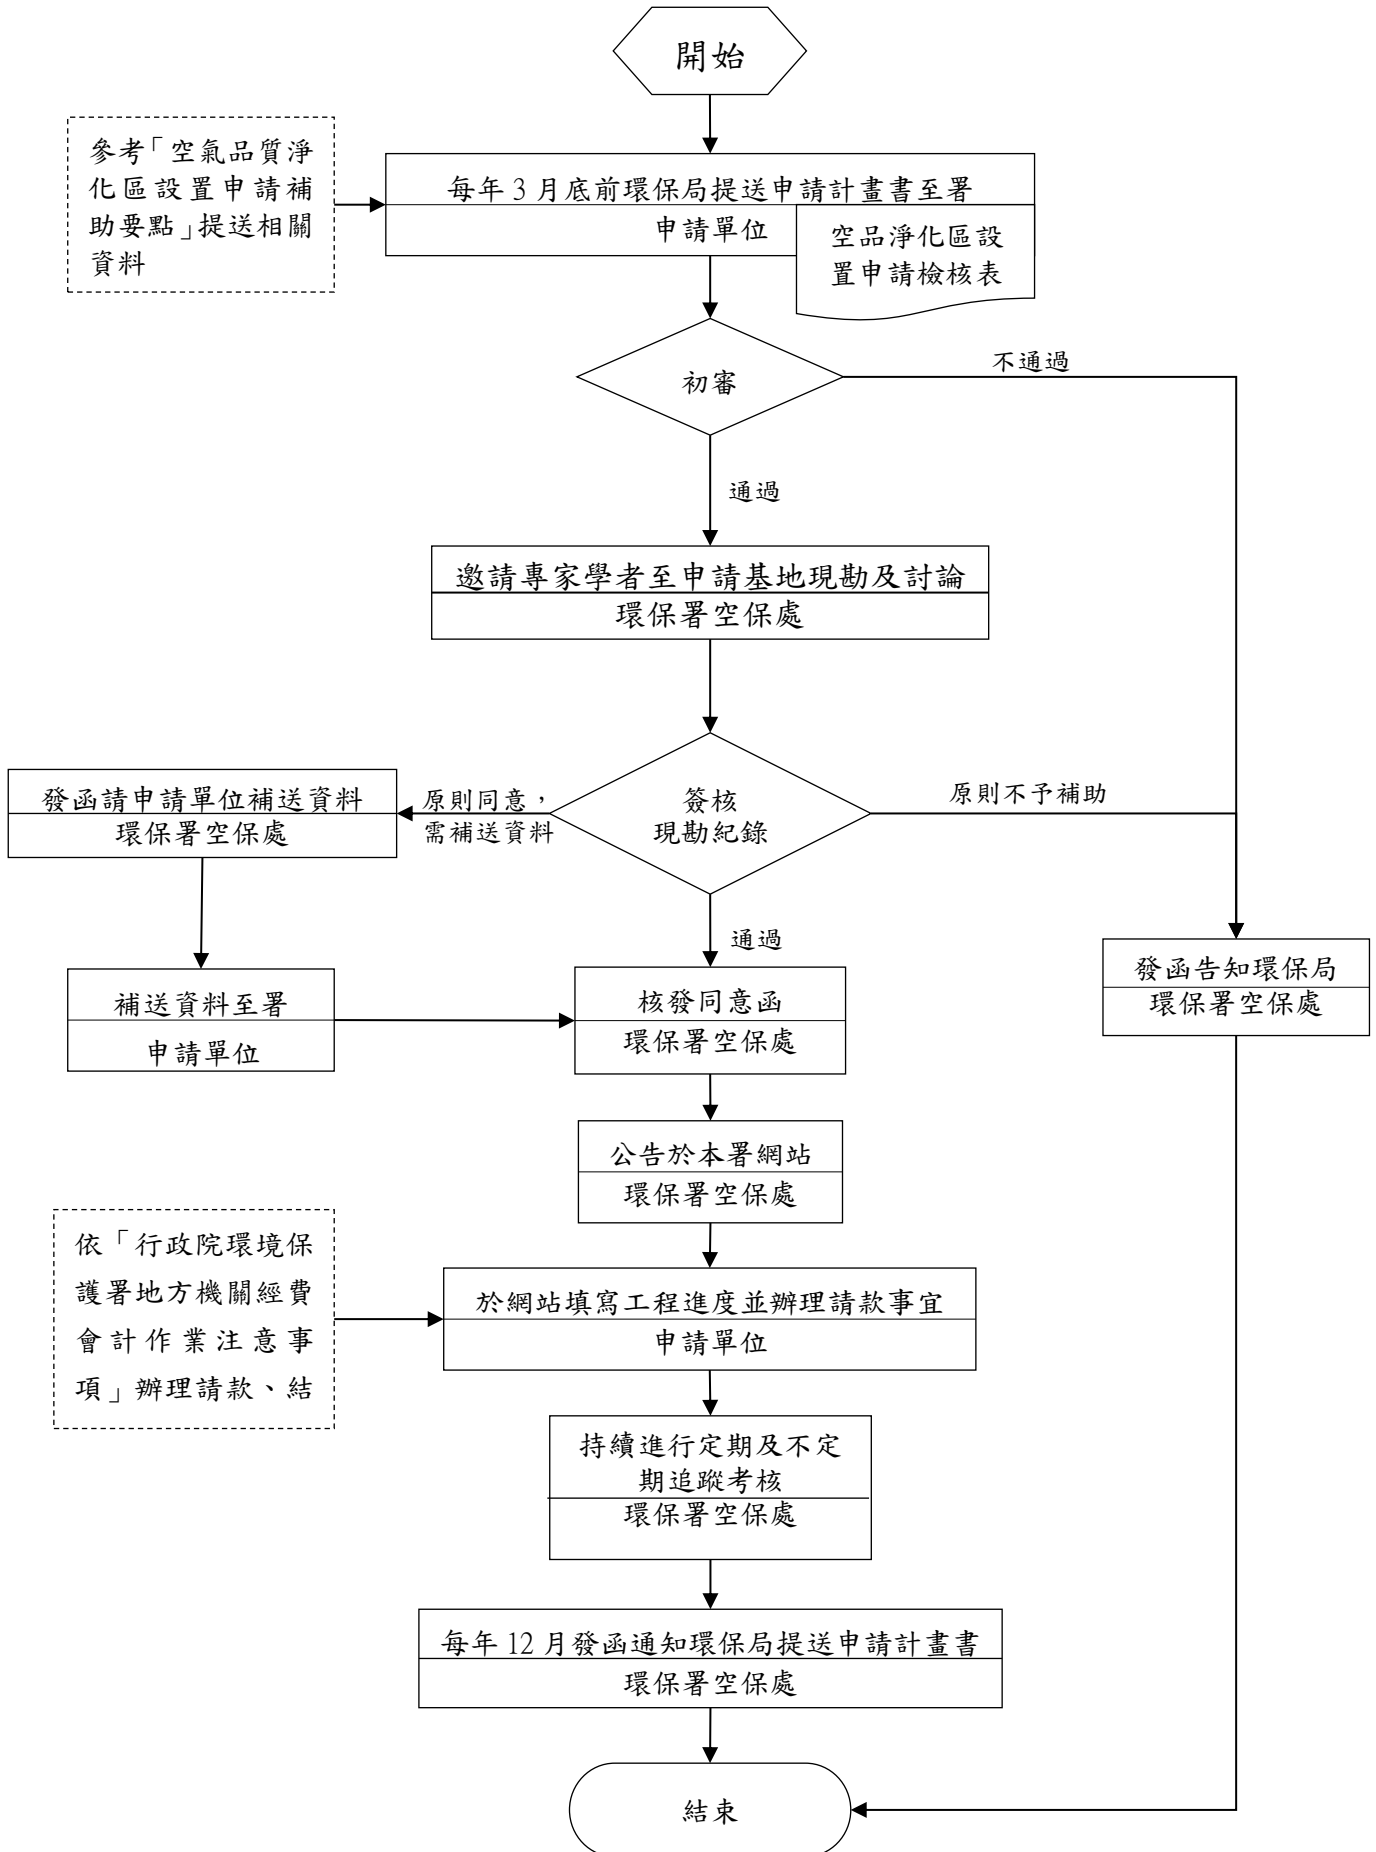 開始
參考「空氣品質淨
化區設置申請補
助要點」提送相關
資料
每年 3 月底前環保局提送申請計畫書至署
申請單位
空品淨化區設
置申請檢核表
初審
不通過
通過
邀請專家學者至申請基地現勘及討論
環保署空保處
簽核
現勘紀錄
原則同意，
需補送資料
原則不予補助
發函請申請單位補送資料
環保署空保處
通過
補送資料至署
申請單位
核發同意函
環保署空保處
發函告知環保局
環保署空保處
公告於本署網站
環保署空保處
依「行政院環境保
護署地方機關經費
會計作業注意事
項」辦理請款、結
於網站填寫工程進度並辦理請款事宜
申請單位
持續進行定期及不定
期追蹤考核
環保署空保處
每年 12 月發函通知環保局提送申請計畫書
環保署空保處
結束